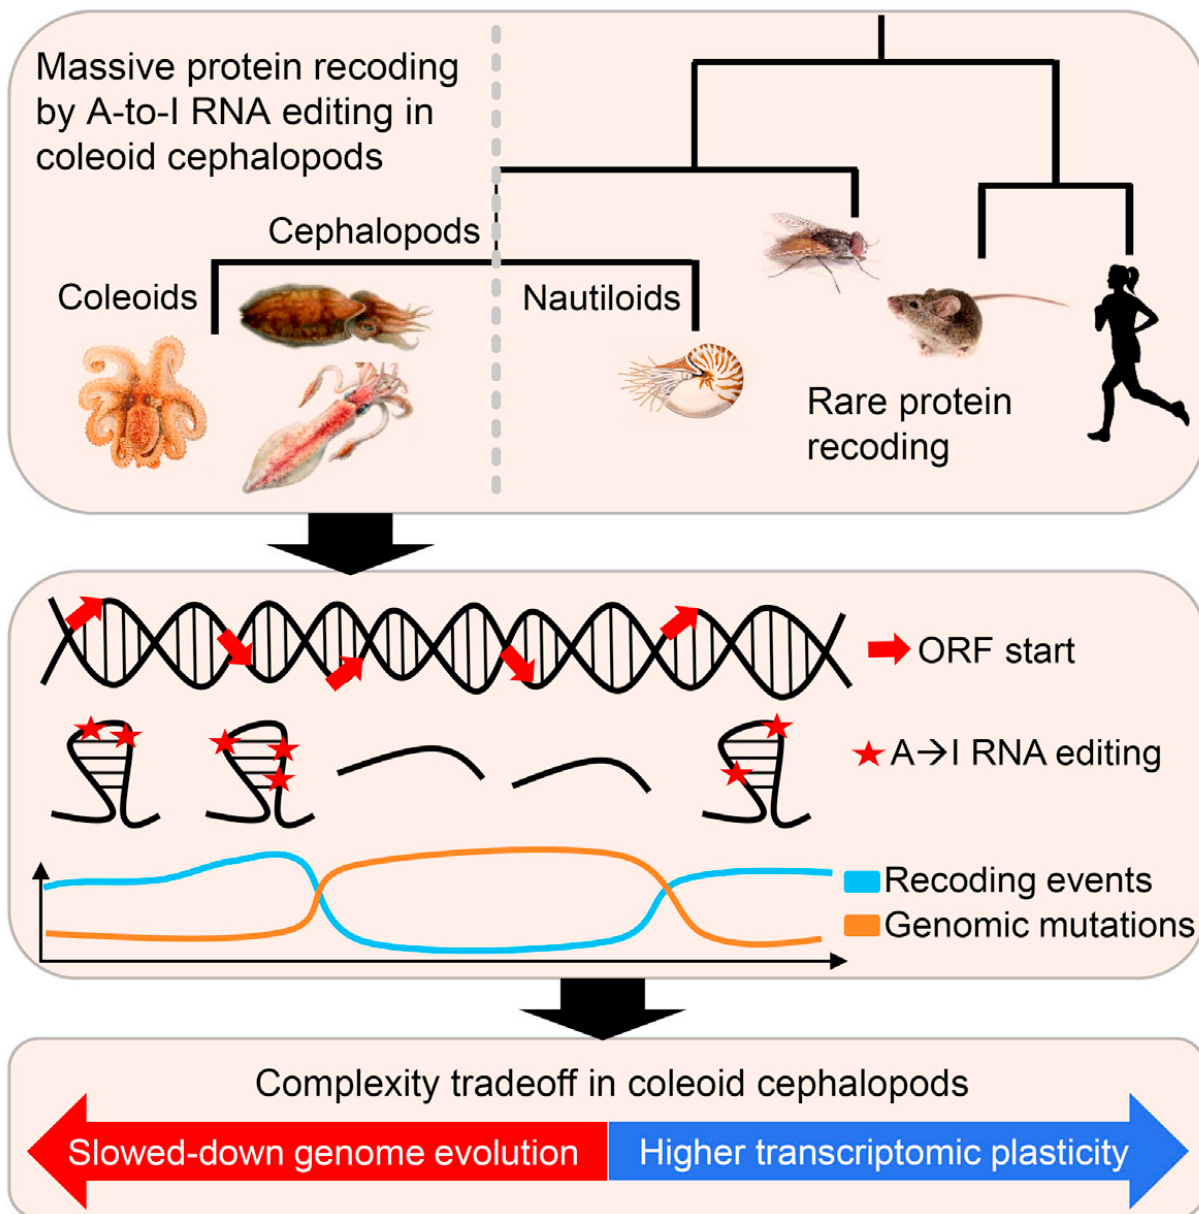 Massive protein recoding
by A-to-I RNA editing in
coleoid cephalopods
Cephalopods
Coleoids
Nautiloids
Rare protein
recoding
ORF start
A→I RNA editing
Recoding events
Genomic mutations
Complexity tradeoff in coleoid cephalopods
Slowed-down genome evolution
Higher transcriptomic plasticity